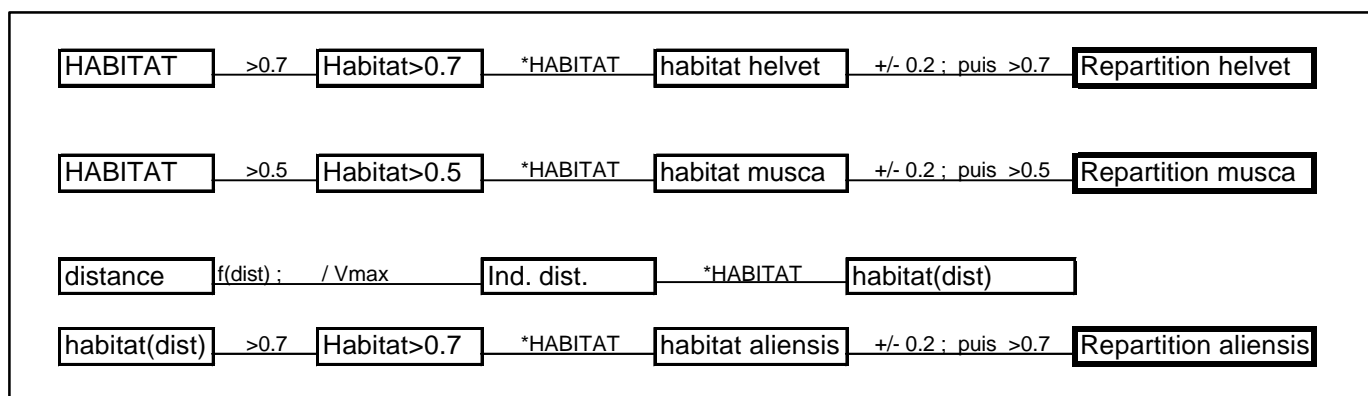 HABITAT >0.7 Habitat>0.7 *HABITAT habitat helvet +/- 0.2 ; puis >0.7 Repartition helvet
HABITAT >0.5 Habitat>0.5 *HABITAT habitat musca +/- 0.2 ; puis >0.5 Repartition musca
distance f(dist) ; / Vmax Ind. dist. *HABITAT habitat(dist)
habitat(dist) >0.7 Habitat>0.7 *HABITAT habitat aliensis +/- 0.2 ; puis >0.7 Repartition aliensis